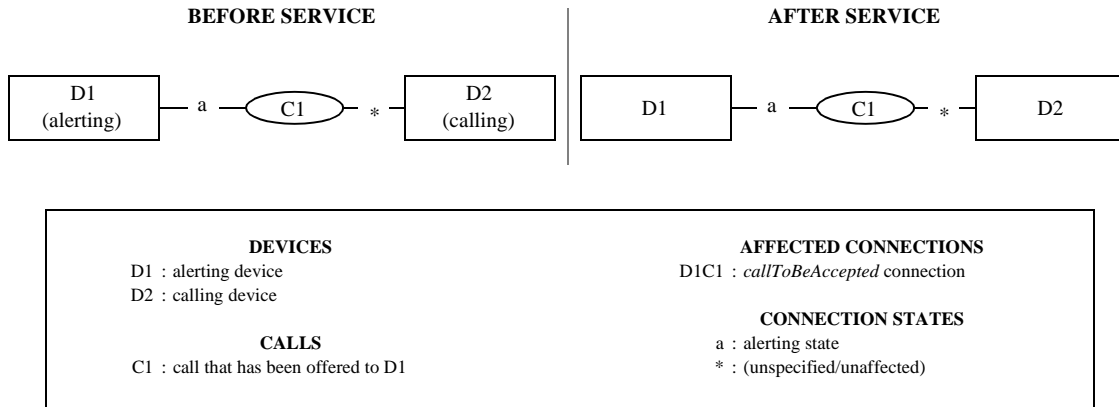 BEFORE SERVICE
AFTER SERVICE
D1
(alerting)
a
C1
*
D2
(calling)
D1
a
C1
*
D2
DEVICES
D1 : alerting device
D2 : calling device
CALLS
C1 : call that has been offered to D1
AFFECTED CONNECTIONS
D1C1 : callToBeAccepted connection
CONNECTION STATES
a : alerting state
* : (unspecified/unaffected)